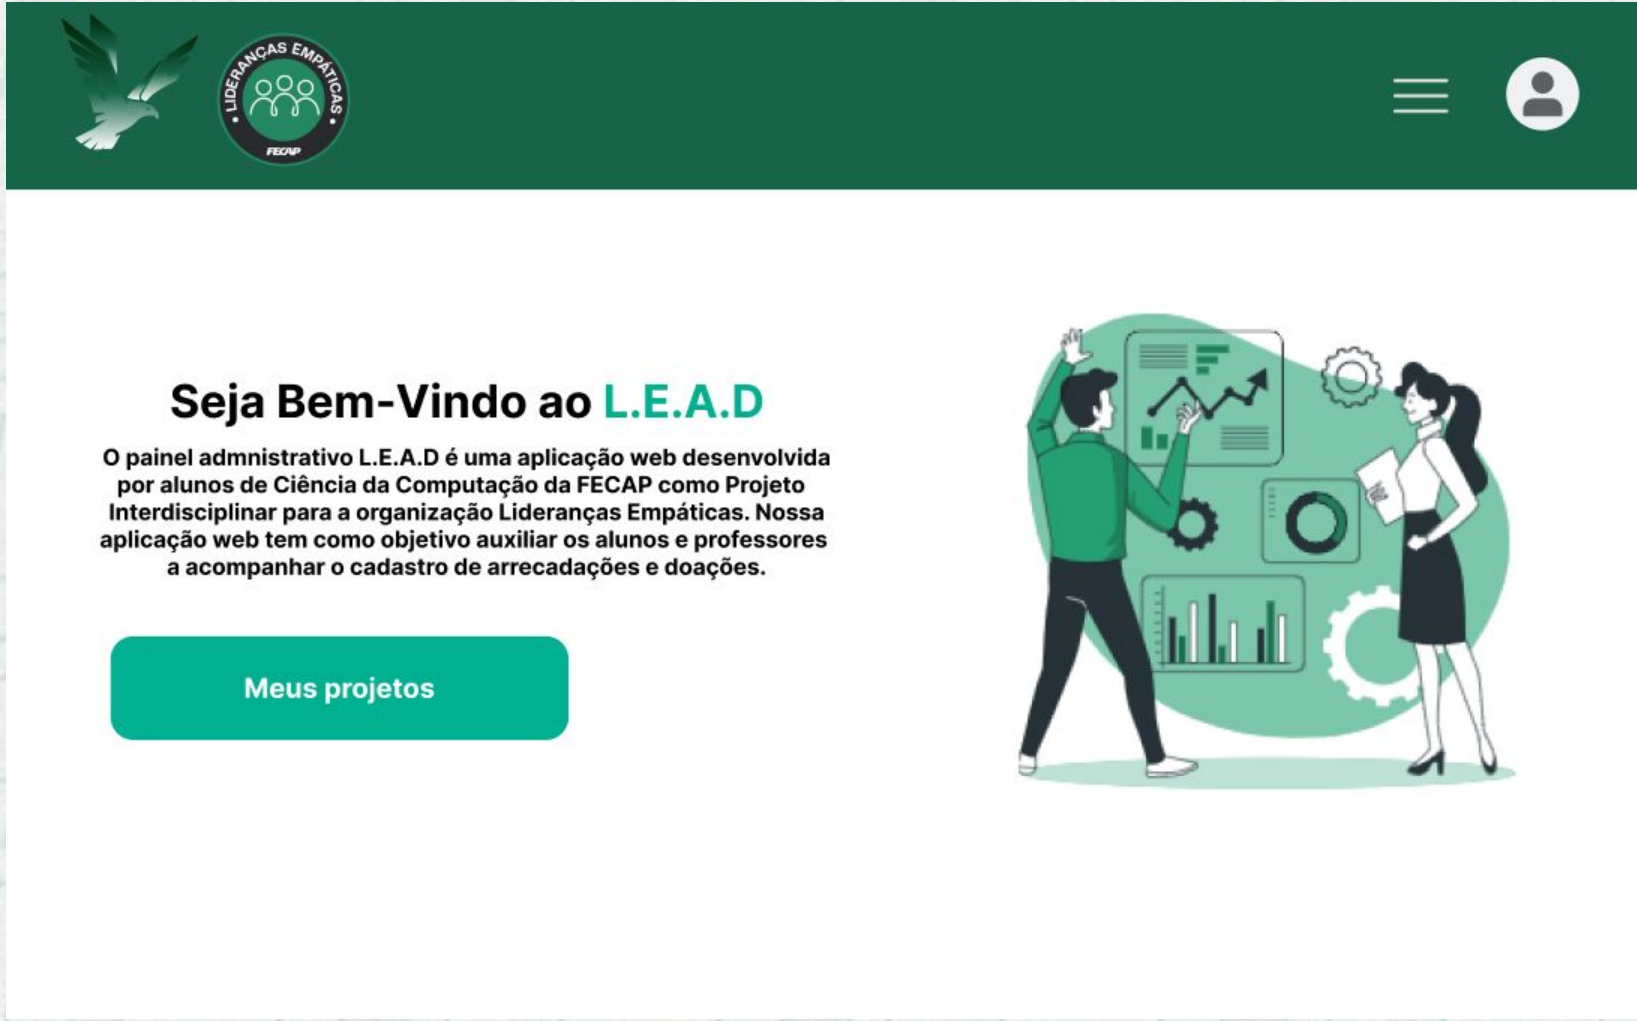 LIDERANÇAS EMPÁTICAS
FECAP
Seja Bem-Vindo ao L.E.A.D
O painel admnistrativo L.E.A.D é uma aplicação web desenvolvida
por alunos de Ciência da Computação da FECAP como Projeto
Interdisciplinar para a organização Lideranças Empáticas. Nossa
aplicação web tem como objetivo auxiliar os alunos e professores
a acompanhar o cadastro de arrecadações e doações.
Meus projetos